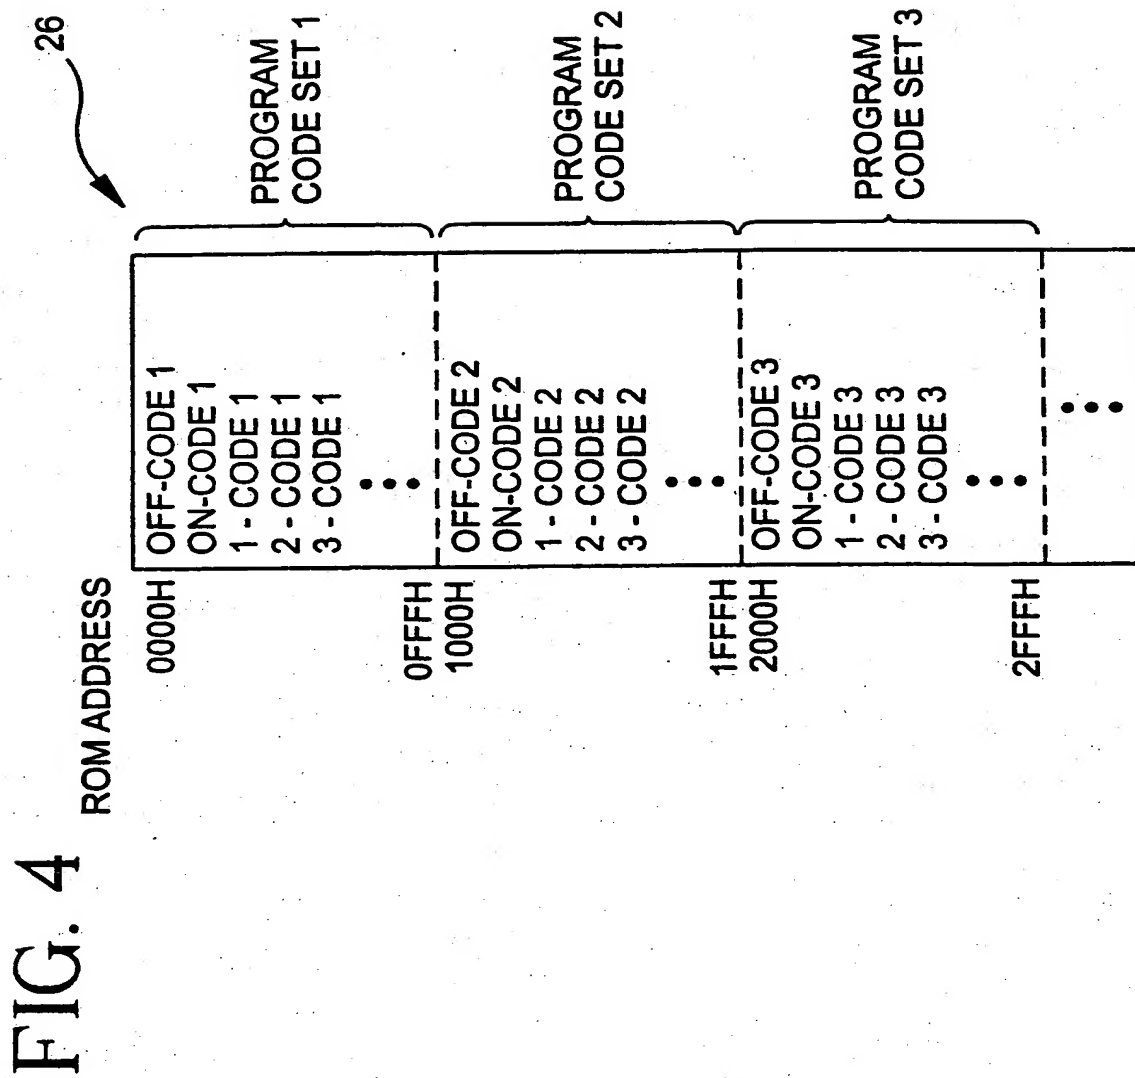 FIG. 4
26
ROM ADDRESS
0000H
OFF-CODE 1
ON-CODE 1
1 - CODE 1
2 - CODE 1
3 - CODE 1
0FFFH
PROGRAM
CODE SET 1
1000H
OFF-CODE 2
ON-CODE 2
1 - CODE 2
2 - CODE 2
3 - CODE 2
1FFFH
PROGRAM
CODE SET 2
2000H
OFF-CODE 3
ON-CODE 3
1 - CODE 3
2 - CODE 3
3 - CODE 3
2FFFH
PROGRAM
CODE SET 3